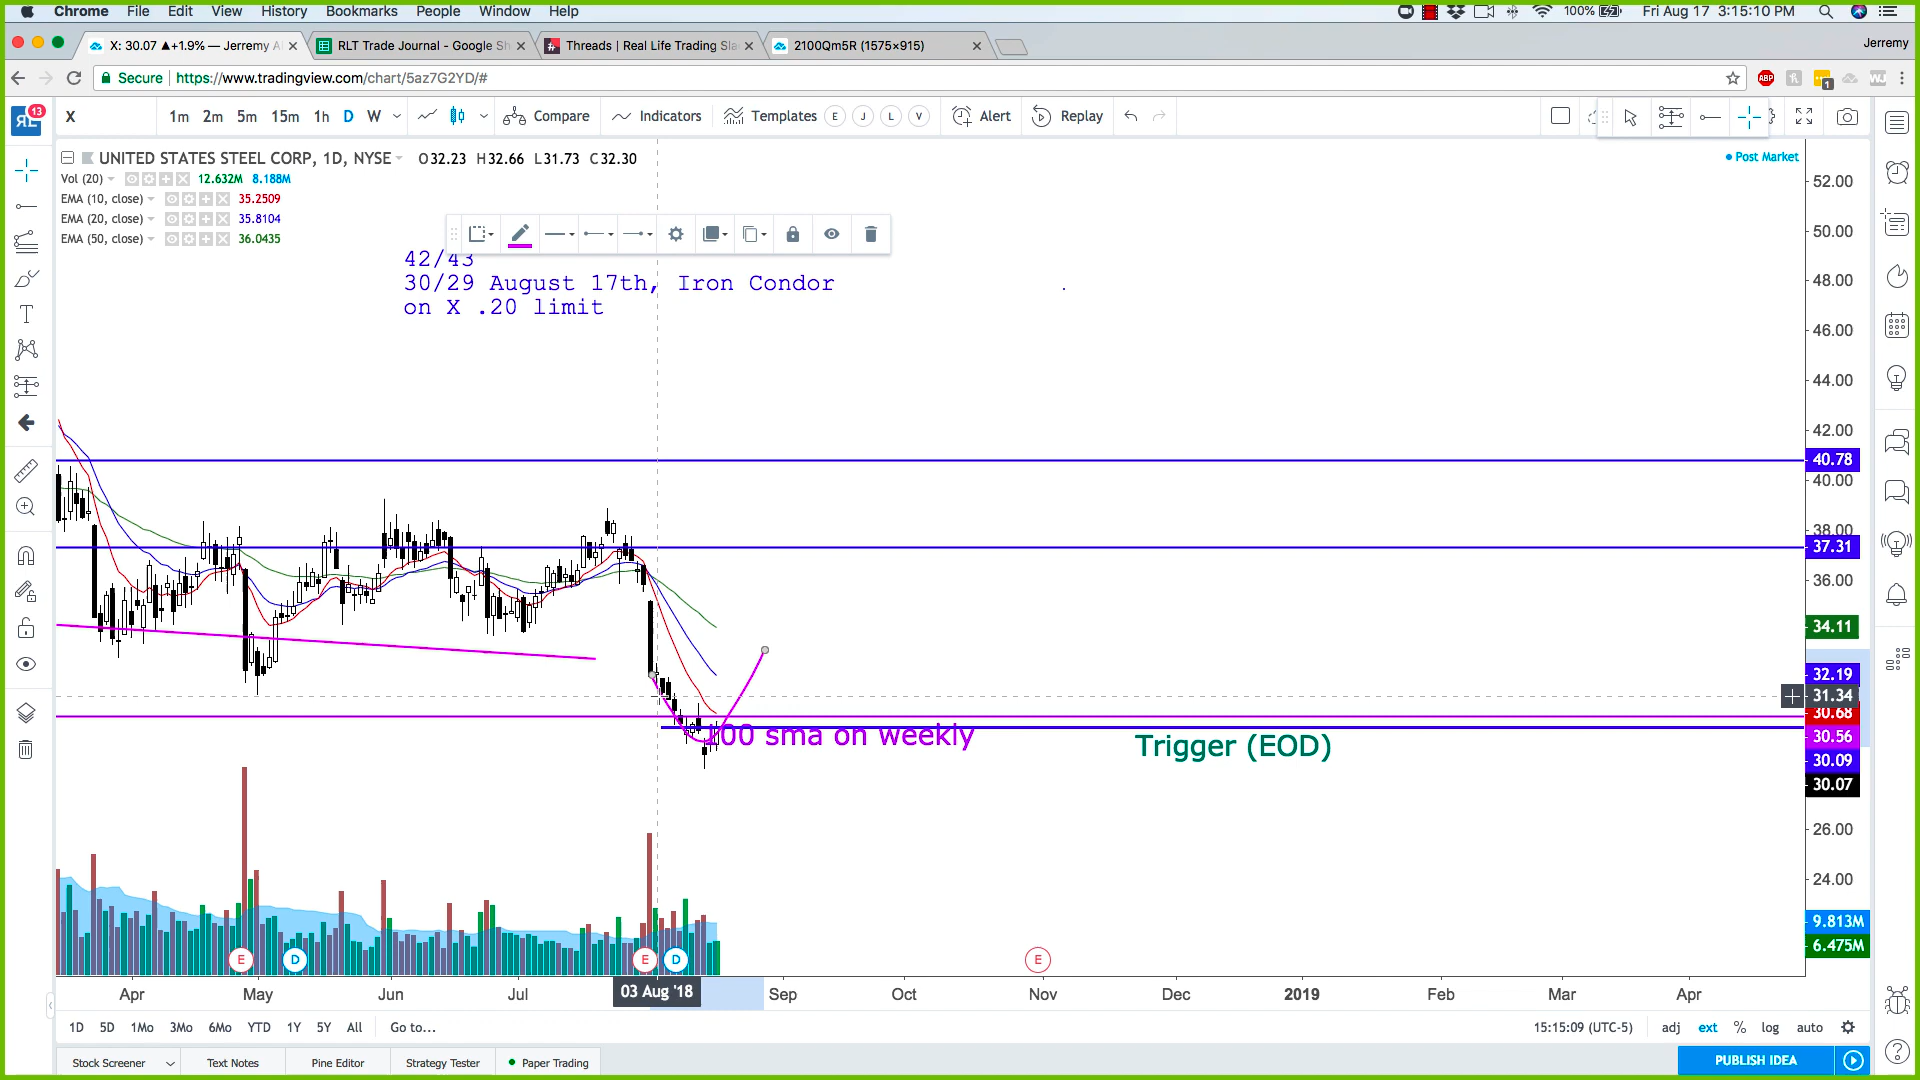 Chrome File Edit View History Bookmarks People Window Help 100% Fri Aug 17 3:15:10 PM
X: 30.07 ▲+1.9% — Jerremy A RLT Trade Journal - Google Sh Threads | Real Life Trading Sla 2100Qm5R (1575×915) Jerremy
Secure https://www.tradingview.com/chart/5az7G2YD/# ABP 1 WJ
13 X 1m 2m 5m 15m 1h D W Compare Indicators Templates E J L V Alert Replay
UNITED STATES STEEL CORP, 1D, NYSE O32.23 H32.66 L31.73 C32.30 Post Market
Vol (20) 12.632M 8.188M
EMA (10, close) 35.2509
EMA (20, close) 35.8104
EMA (50, close) 36.0435
42/43
30/29 August 17th, Iron Condor
on X .20 limit
52.00
50.00
48.00
46.00
44.00
42.00
40.78
40.00
38.00
37.31
36.00
34.11
32.19
31.34
30.68
30.56
30.09
30.07
26.00
24.00
9.813M
6.475M
100 sma on weekly
Trigger (EOD)
E D E D E
Apr May Jun Jul 03 Aug '18 Sep Oct Nov Dec 2019 Feb Mar Apr
1D 5D 1Mo 3Mo 6Mo YTD 1Y 5Y All Go to... 15:15:09 (UTC-5) adj ext % log auto
Stock Screener Text Notes Pine Editor Strategy Tester Paper Trading PUBLISH IDEA